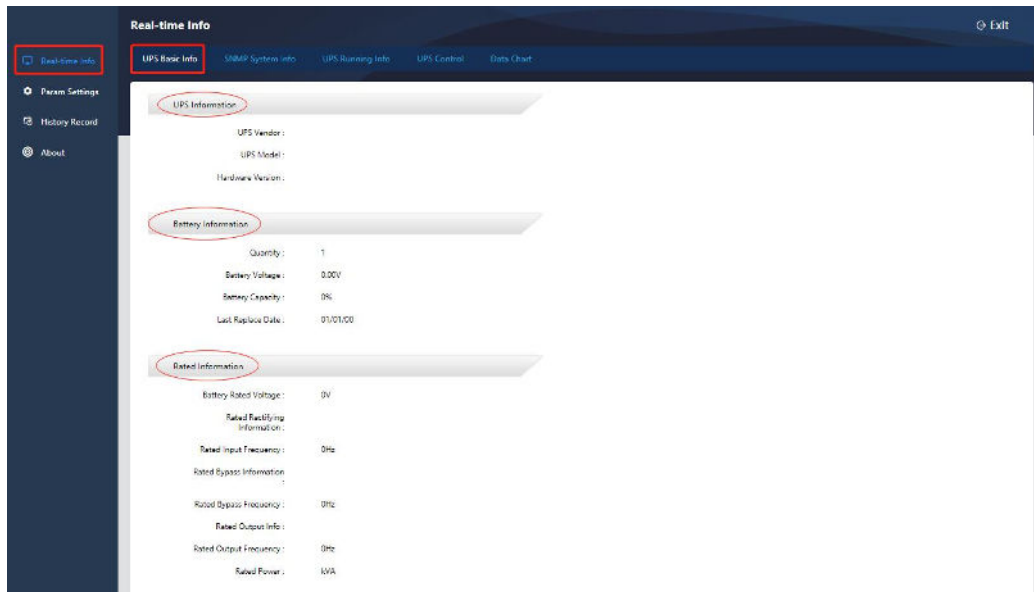 Real-time Info
Exit
Real-time Info
Param Settings
History Record
About
UPS Basic Info
SNMP System Info
UPS Running Info
UPS Control
Data Chart
UPS Information
UPS Vendor :
UPS Model :
Hardware Version :
Battery Information
Quantity : 1
Battery Voltage : 0.00V
Battery Capacity : 0%
Last Replace Date : 01/01/00
Rated Information
Battery Rated Voltage : 0V
Rated Rectifying
Information :
Rated Input Frequency : 0Hz
Rated Bypass Information
:
Rated Bypass Frequency : 0Hz
Rated Output Info :
Rated Output Frequency : 0Hz
Rated Power : kVA